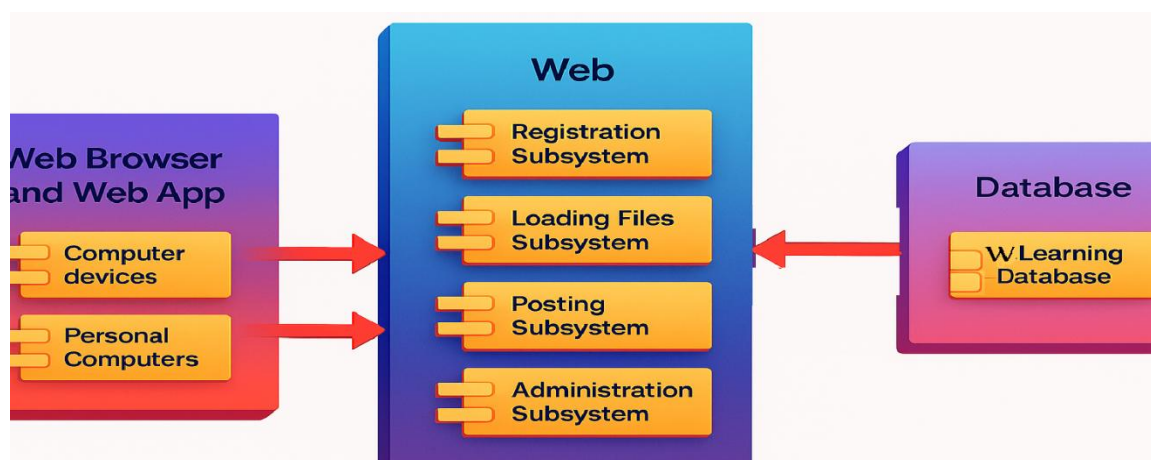 Web Browser
and Web App
Computer
devices
Personal
Computers
Web
Registration
Subsystem
Loading Files
Subsystem
Posting
Subsystem
Administration
Subsystem
Database
W.Learning
Database